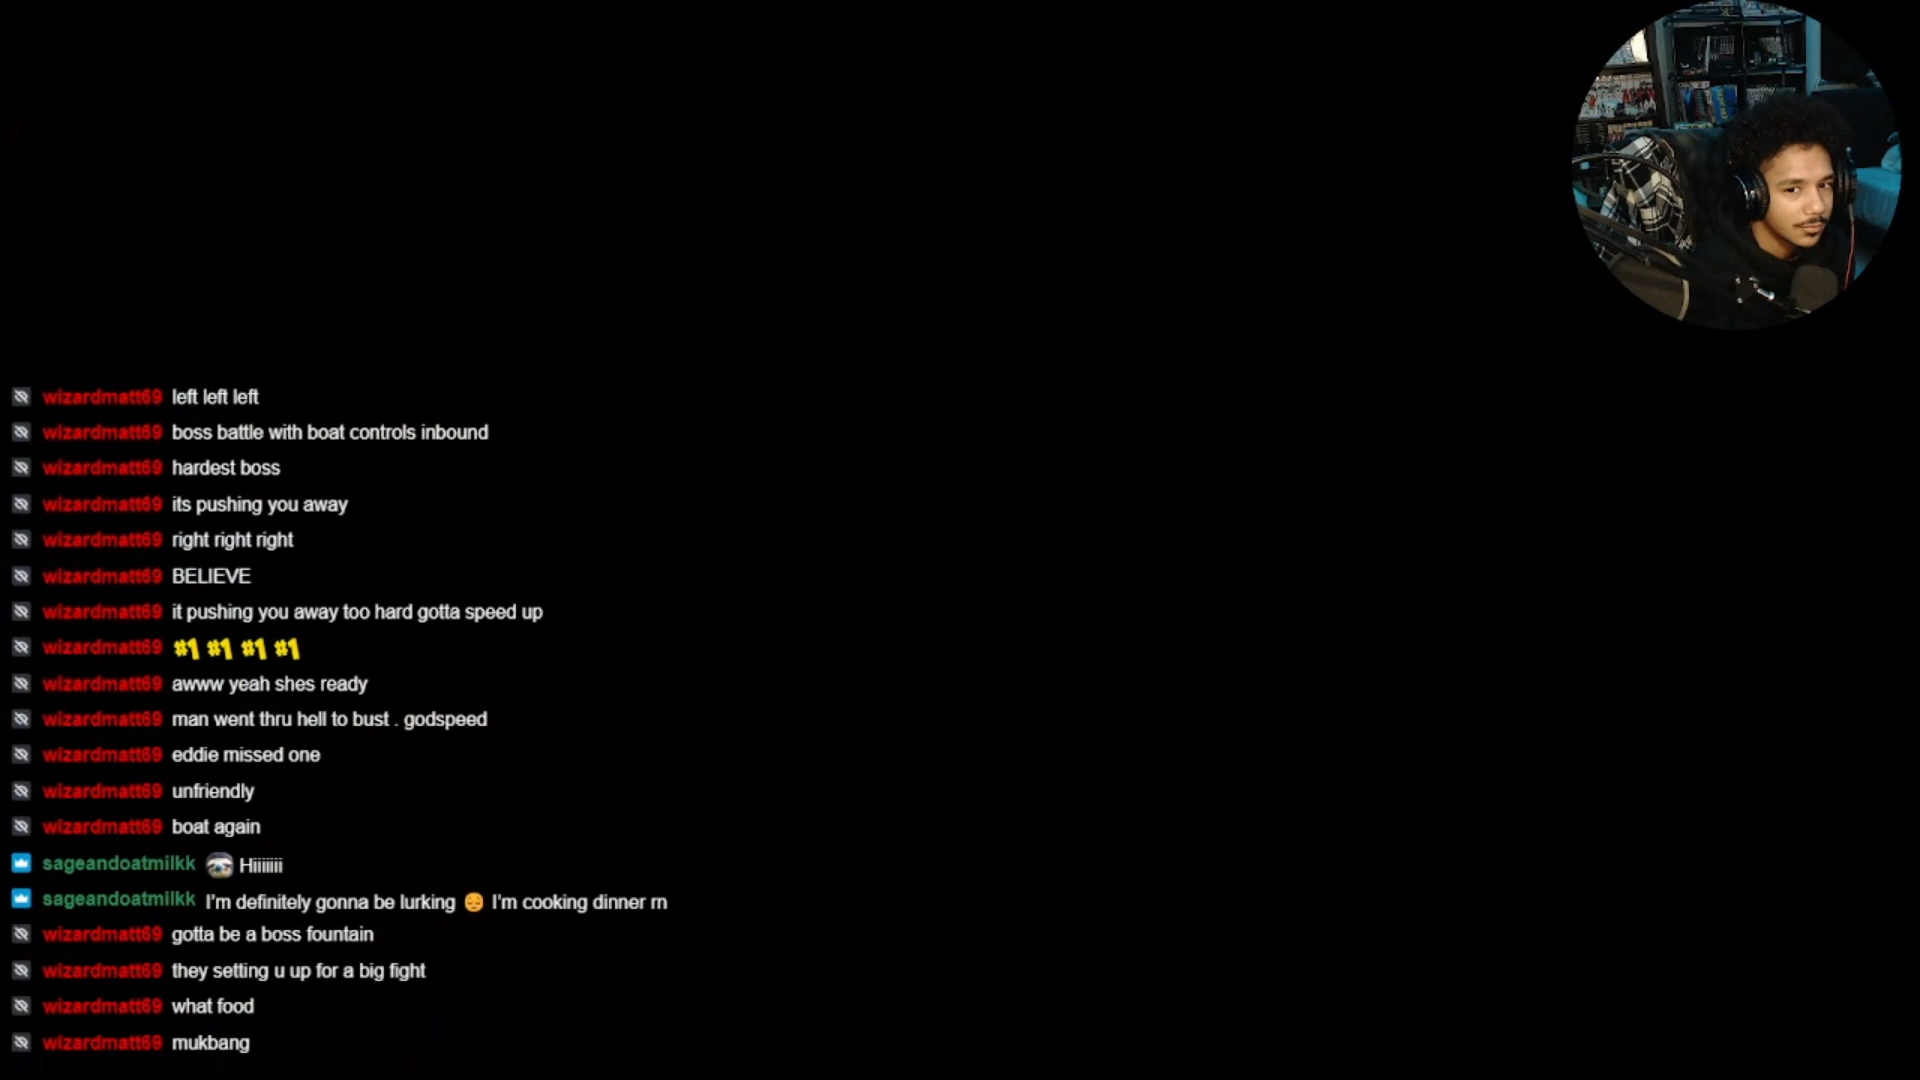 wizardmatt69 left left left
wizardmatt69 boss battle with boat controls inbound
wizardmatt69 hardest boss
wizardmatt69 its pushing you away
wizardmatt69 right right right
wizardmatt69 BELIEVE
wizardmatt69 it pushing you away too hard gotta speed up
wizardmatt69 #1 #1 #1 #1
wizardmatt69 awww yeah shes ready
wizardmatt69 man went thru hell to bust . godspeed
wizardmatt69 eddie missed one
wizardmatt69 unfriendly
wizardmatt69 boat again
sageandoatmilkk Hiiiiiii
sageandoatmilkk I'm definitely gonna be lurking 😔 I'm cooking dinner rn
wizardmatt69 gotta be a boss fountain
wizardmatt69 they setting u up for a big fight
wizardmatt69 what food
wizardmatt69 mukbang